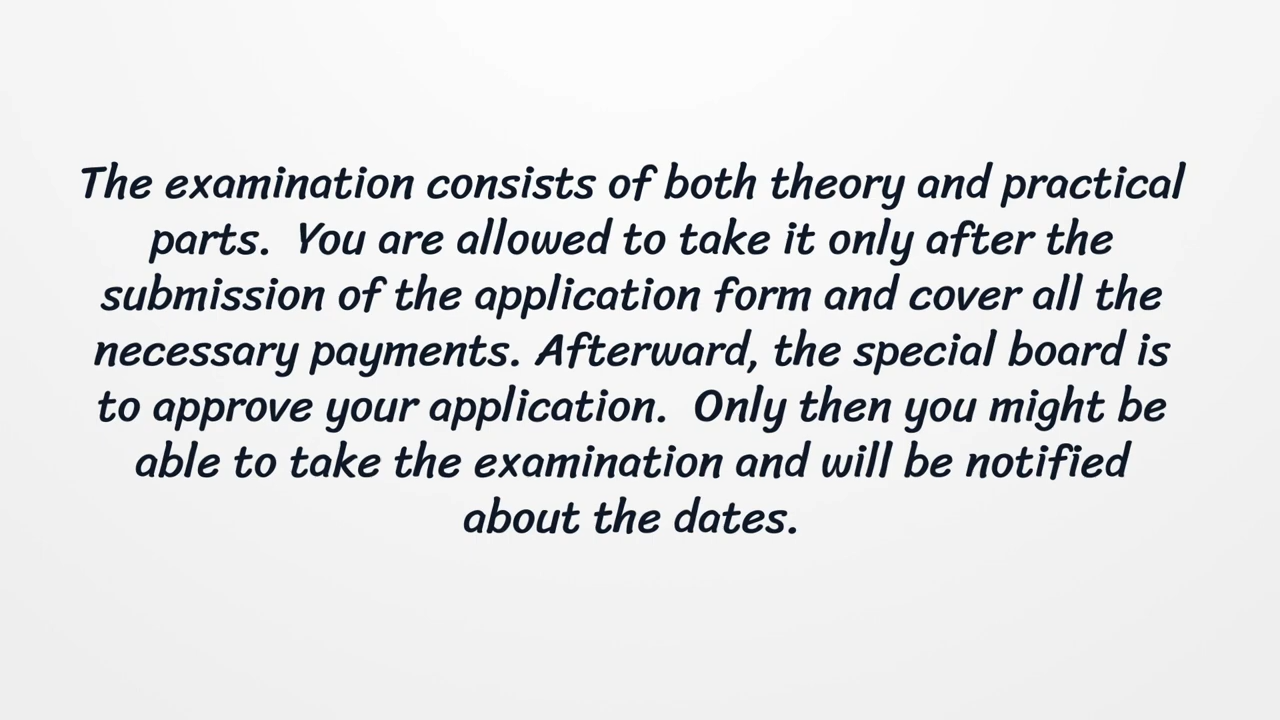 The examination consists of both theory and practical
parts.  You are allowed to take it only after the
submission of the application form and cover all the
necessary payments. Afterward, the special board is
to approve your application.  Only then you might be
able to take the examination and will be notified
about the dates.